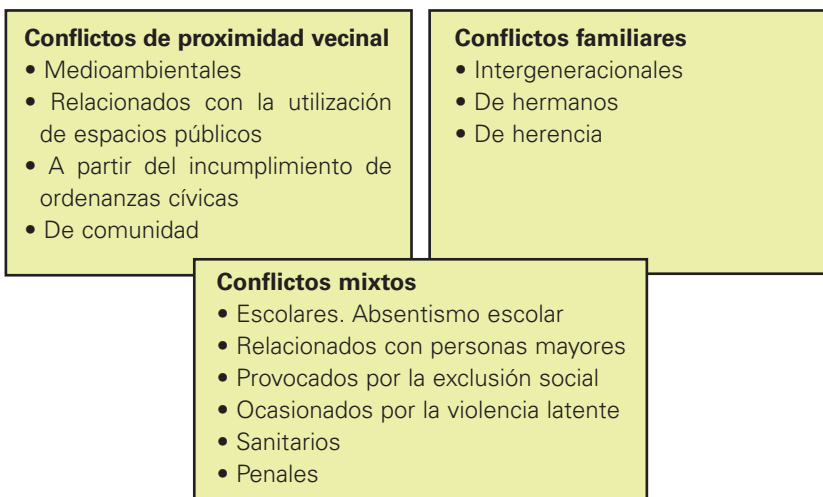 Conflictos de proximidad vecinal
• Medioambientales
• Relacionados con la utilización
de espacios públicos
• A partir del incumplimiento de
ordenanzas cívicas
• De comunidad
Conflictos familiares
• Intergeneracionales
• De hermanos
• De herencia
Conflictos mixtos
• Escolares. Absentismo escolar
• Relacionados con personas mayores
• Provocados por la exclusión social
• Ocasionados por la violencia latente
• Sanitarios
• Penales